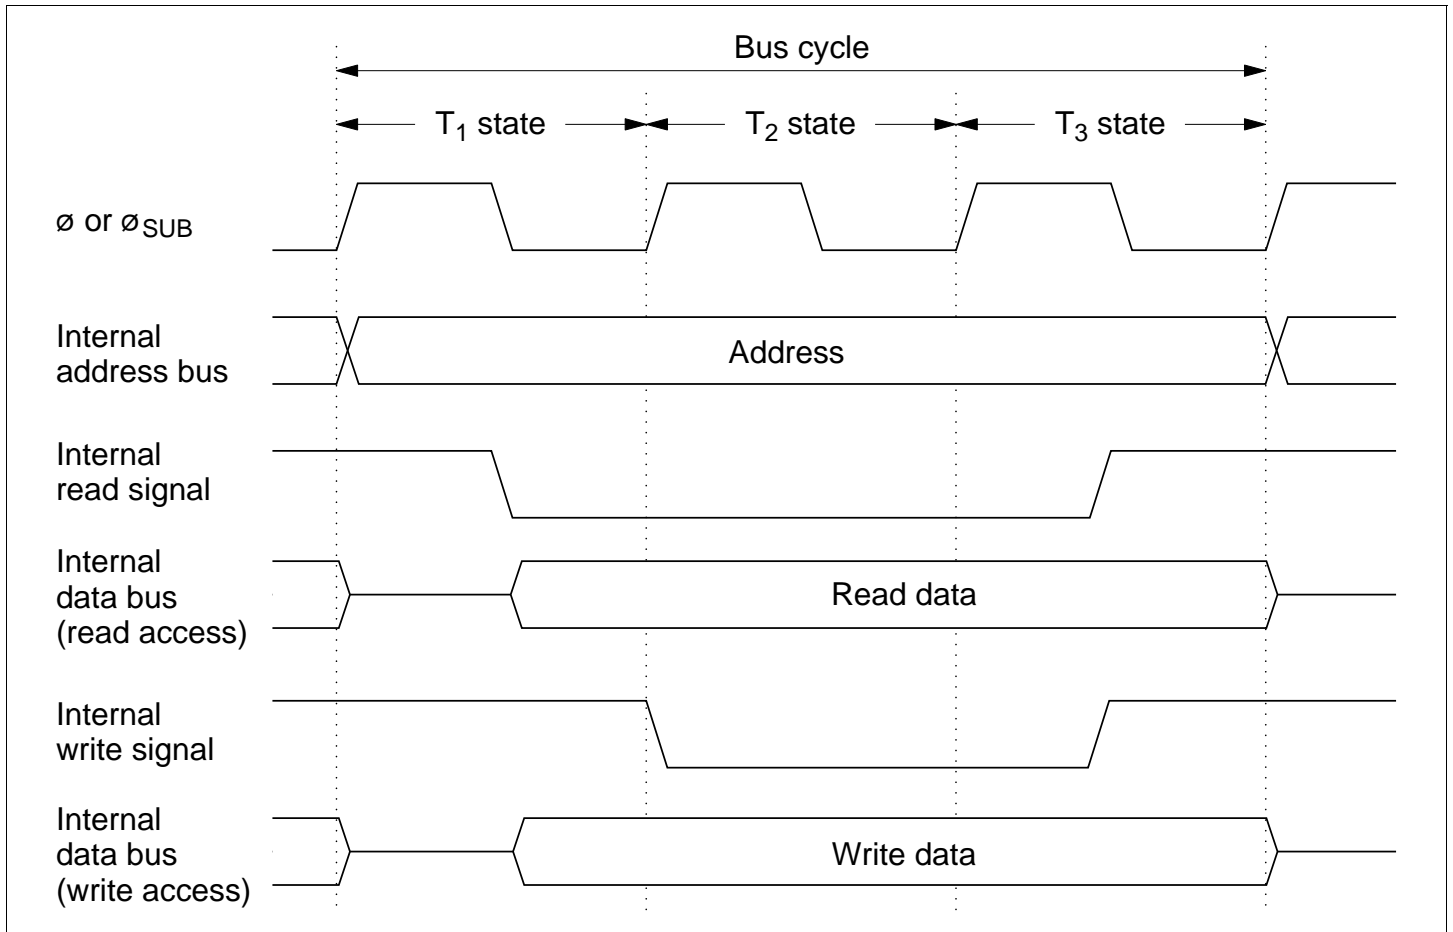 Bus cycle
T₁ state
T₂ state
T₃ state
ø or øSUB
Internal
address bus
Address
Internal
read signal
Internal
data bus
(read access)
Read data
Internal
write signal
Internal
data bus
(write access)
Write data